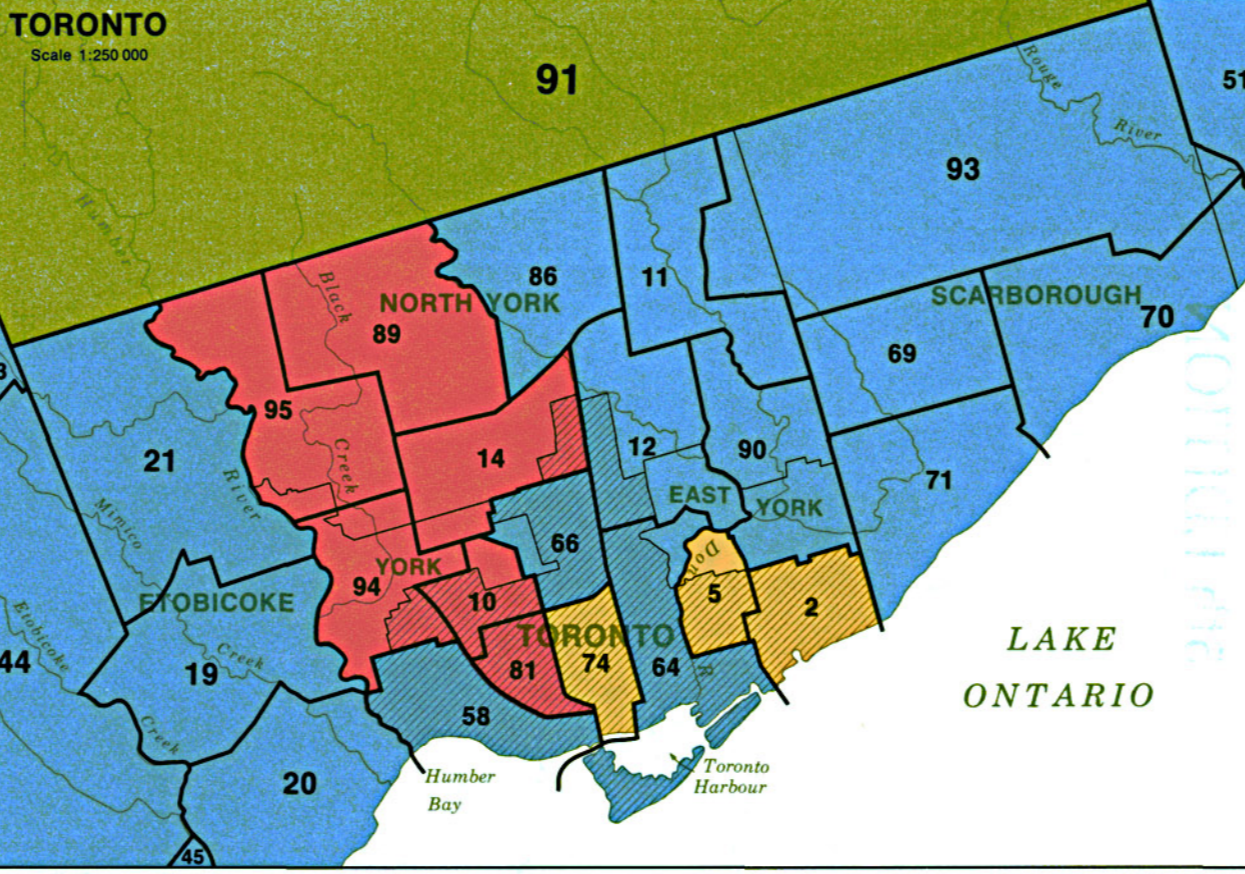 TORONTO
Scale 1:250 000
91
51
Rouge
River
93
Humber
86
11
Black
NORTH YORK
SCARBOROUGH
89
70
3
69
95
14
12
90
21
Creek
71
River
EAST
YORK
Mimico
66
Don
YORK
94
10
5
2
ETOBICOKE
Etobicoke
TORONTO
LAKE
ONTARIO
44
19
Creek
81
74
64
R
58
Creek
20
Humber
Bay
Toronto
Harbour
45